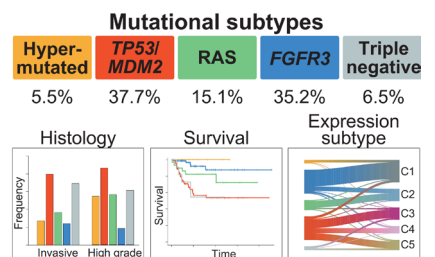 Mutational subtypes
Hyper-
mutated
TP53/
MDM2
RAS
FGFR3
Triple
negative
5.5%
37.7%
15.1%
35.2%
6.5%
Histology
Frequency
Invasive
High grade
Survival
Survival
Time
Expression
subtype
C1
C2
C3
C4
C5